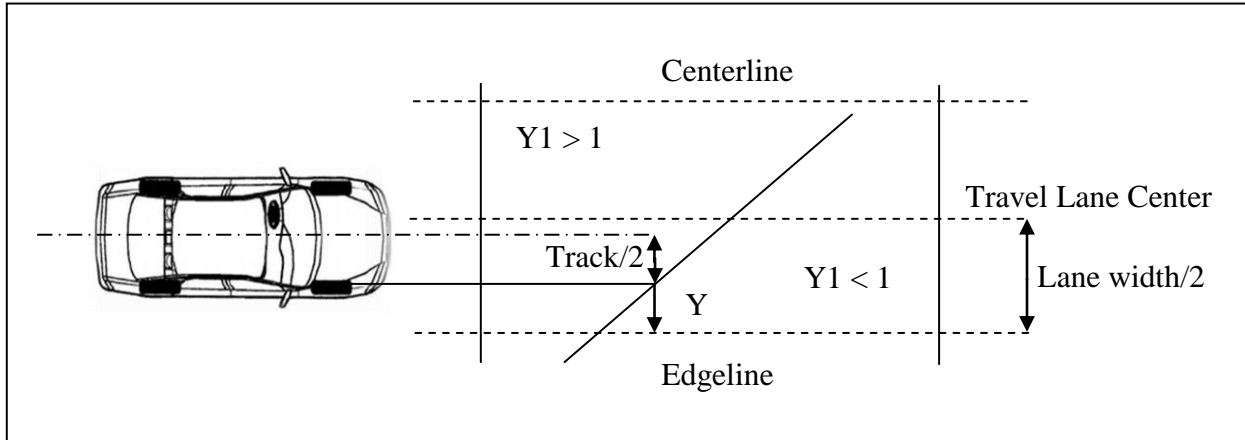 Centerline
Y1 > 1
Travel Lane Center
Track/2
Y1 < 1
Lane width/2
Y
Edgeline